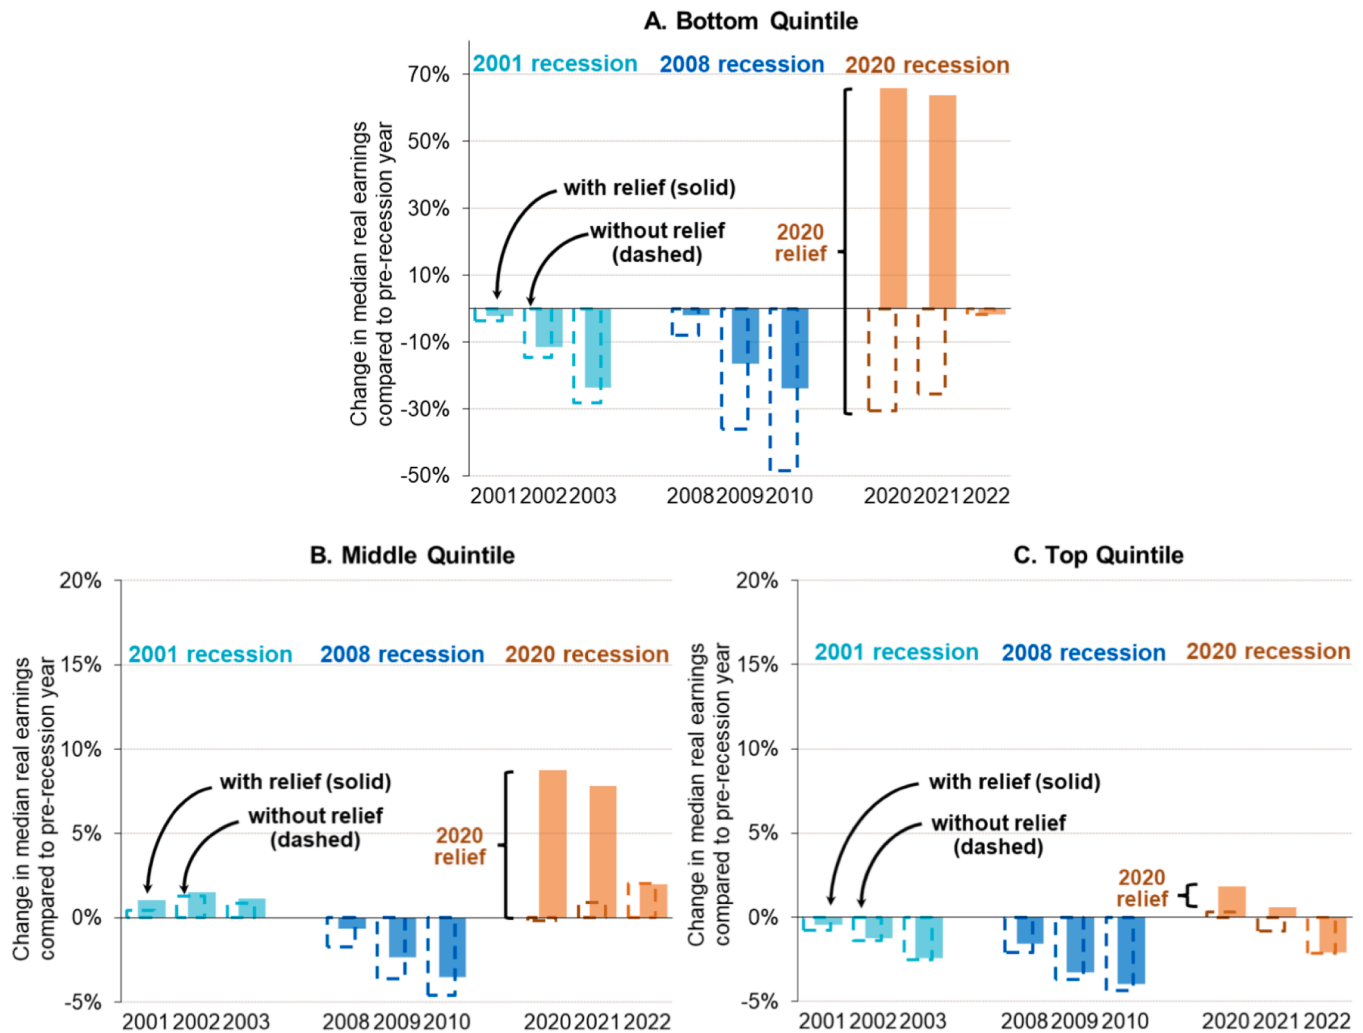 A. Bottom Quintile
Change in median real earnings
compared to pre-recession year
70%
50%
30%
10%
-10%
-30%
-50%
2001 recession
2008 recession
2020 recession
with relief (solid)
without relief
(dashed)
2020
relief
2001 2002 2003
2008 2009 2010
2020 2021 2022
B. Middle Quintile
Change in median real earnings
compared to pre-recession year
20%
15%
10%
5%
0%
-5%
2001 recession
2008 recession
2020 recession
with relief (solid)
without relief
(dashed)
2020
relief
2001 2002 2003
2008 2009 2010
2020 2021 2022
C. Top Quintile
Change in median real earnings
compared to pre-recession year
20%
15%
10%
5%
0%
-5%
2001 recession
2008 recession
2020 recession
with relief (solid)
without relief
(dashed)
2020
relief
2001 2002 2003
2008 2009 2010
2020 2021 2022